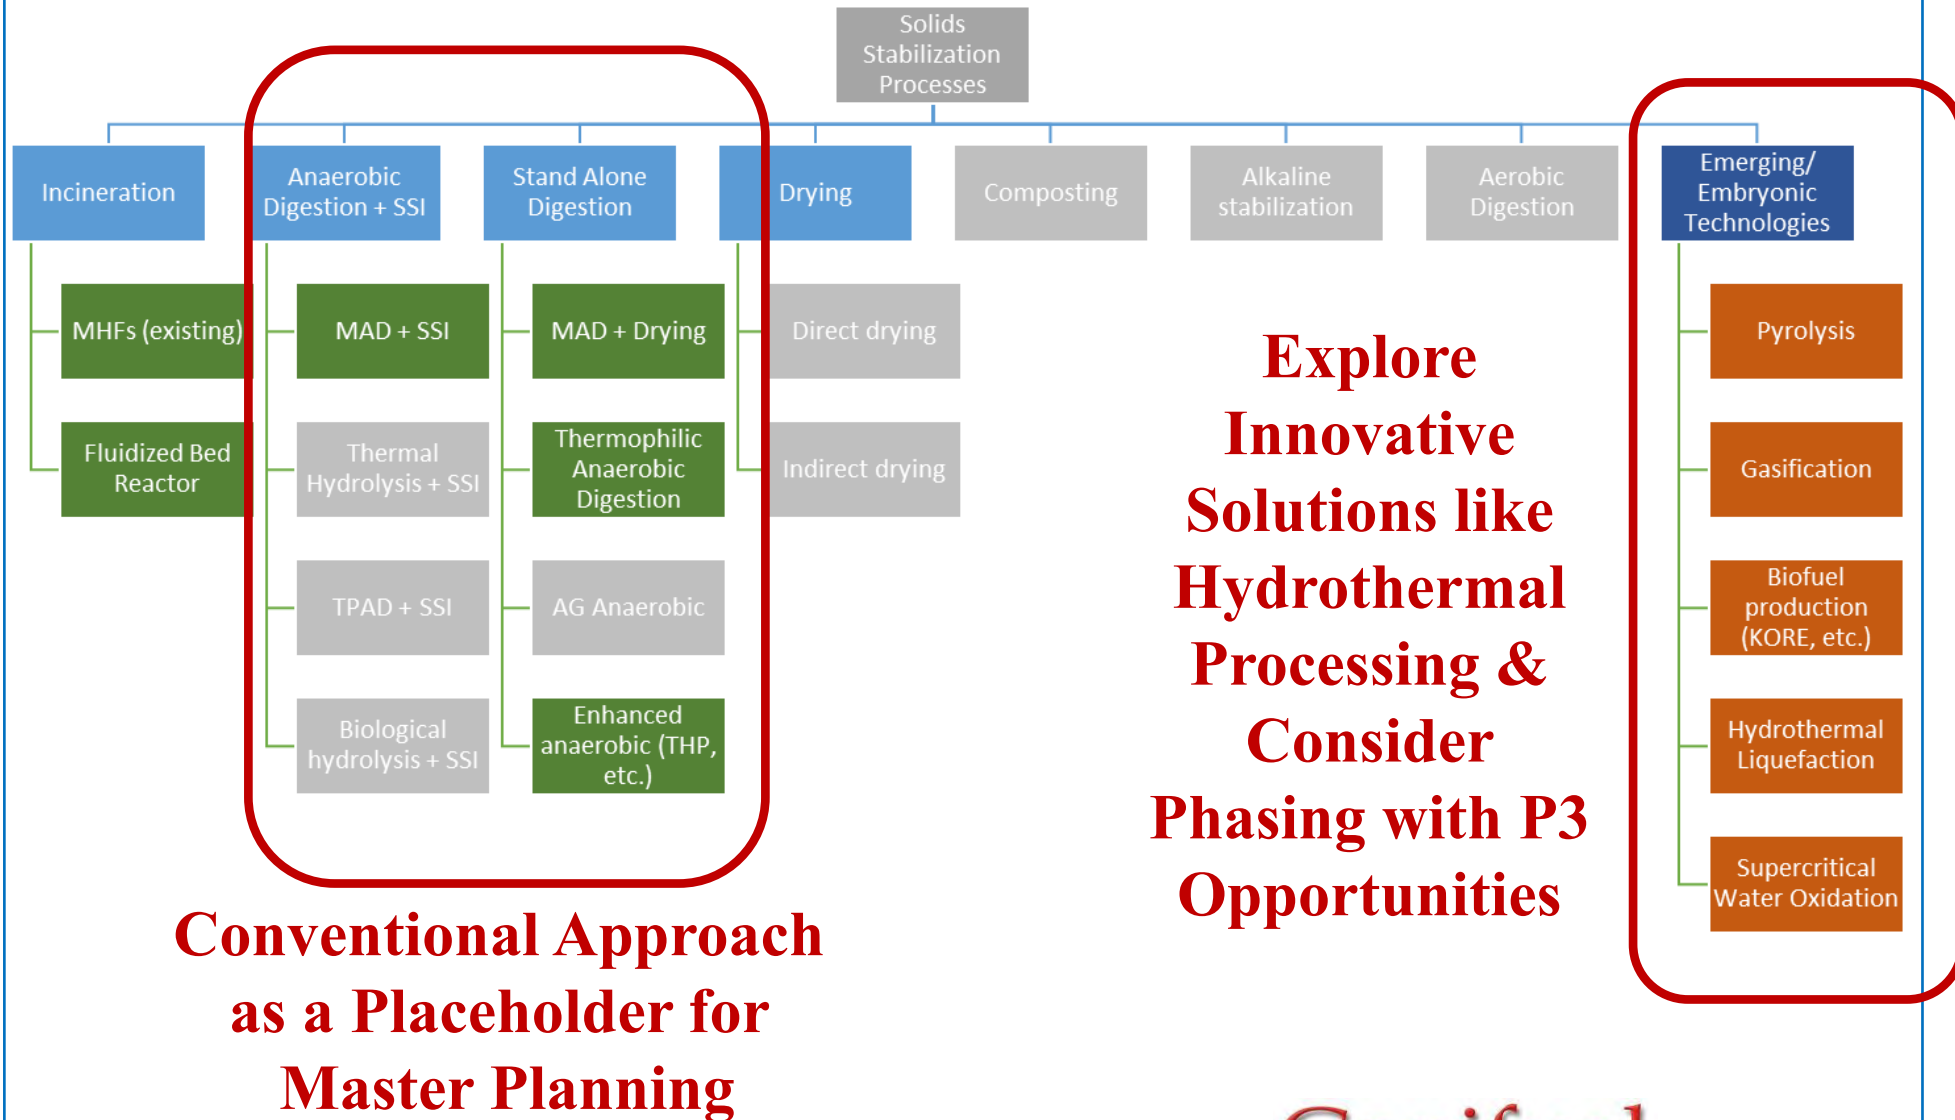 Solids
Stabilization
Processes
Incineration
Anaerobic
Digestion + SSI
Stand Alone
Digestion
Drying
Composting
Alkaline
stabilization
Aerobic
Digestion
Emerging/
Embryonic
Technologies
MHFs (existing)
Fluidized Bed
Reactor
MAD + SSI
Thermal
Hydrolysis + SSI
TPAD + SSI
Biological
hydrolysis + SSI
MAD + Drying
Thermophilic
Anaerobic
Digestion
AG Anaerobic
Enhanced
anaerobic (THP,
etc.)
Direct drying
Indirect drying
Pyrolysis
Gasification
Biofuel
production
(KORE, etc.)
Hydrothermal
Liquefaction
Supercritical
Water Oxidation
Explore
Innovative
Solutions like
Hydrothermal
Processing &
Consider
Phasing with P3
Opportunities
Conventional Approach
as a Placeholder for
Master Planning